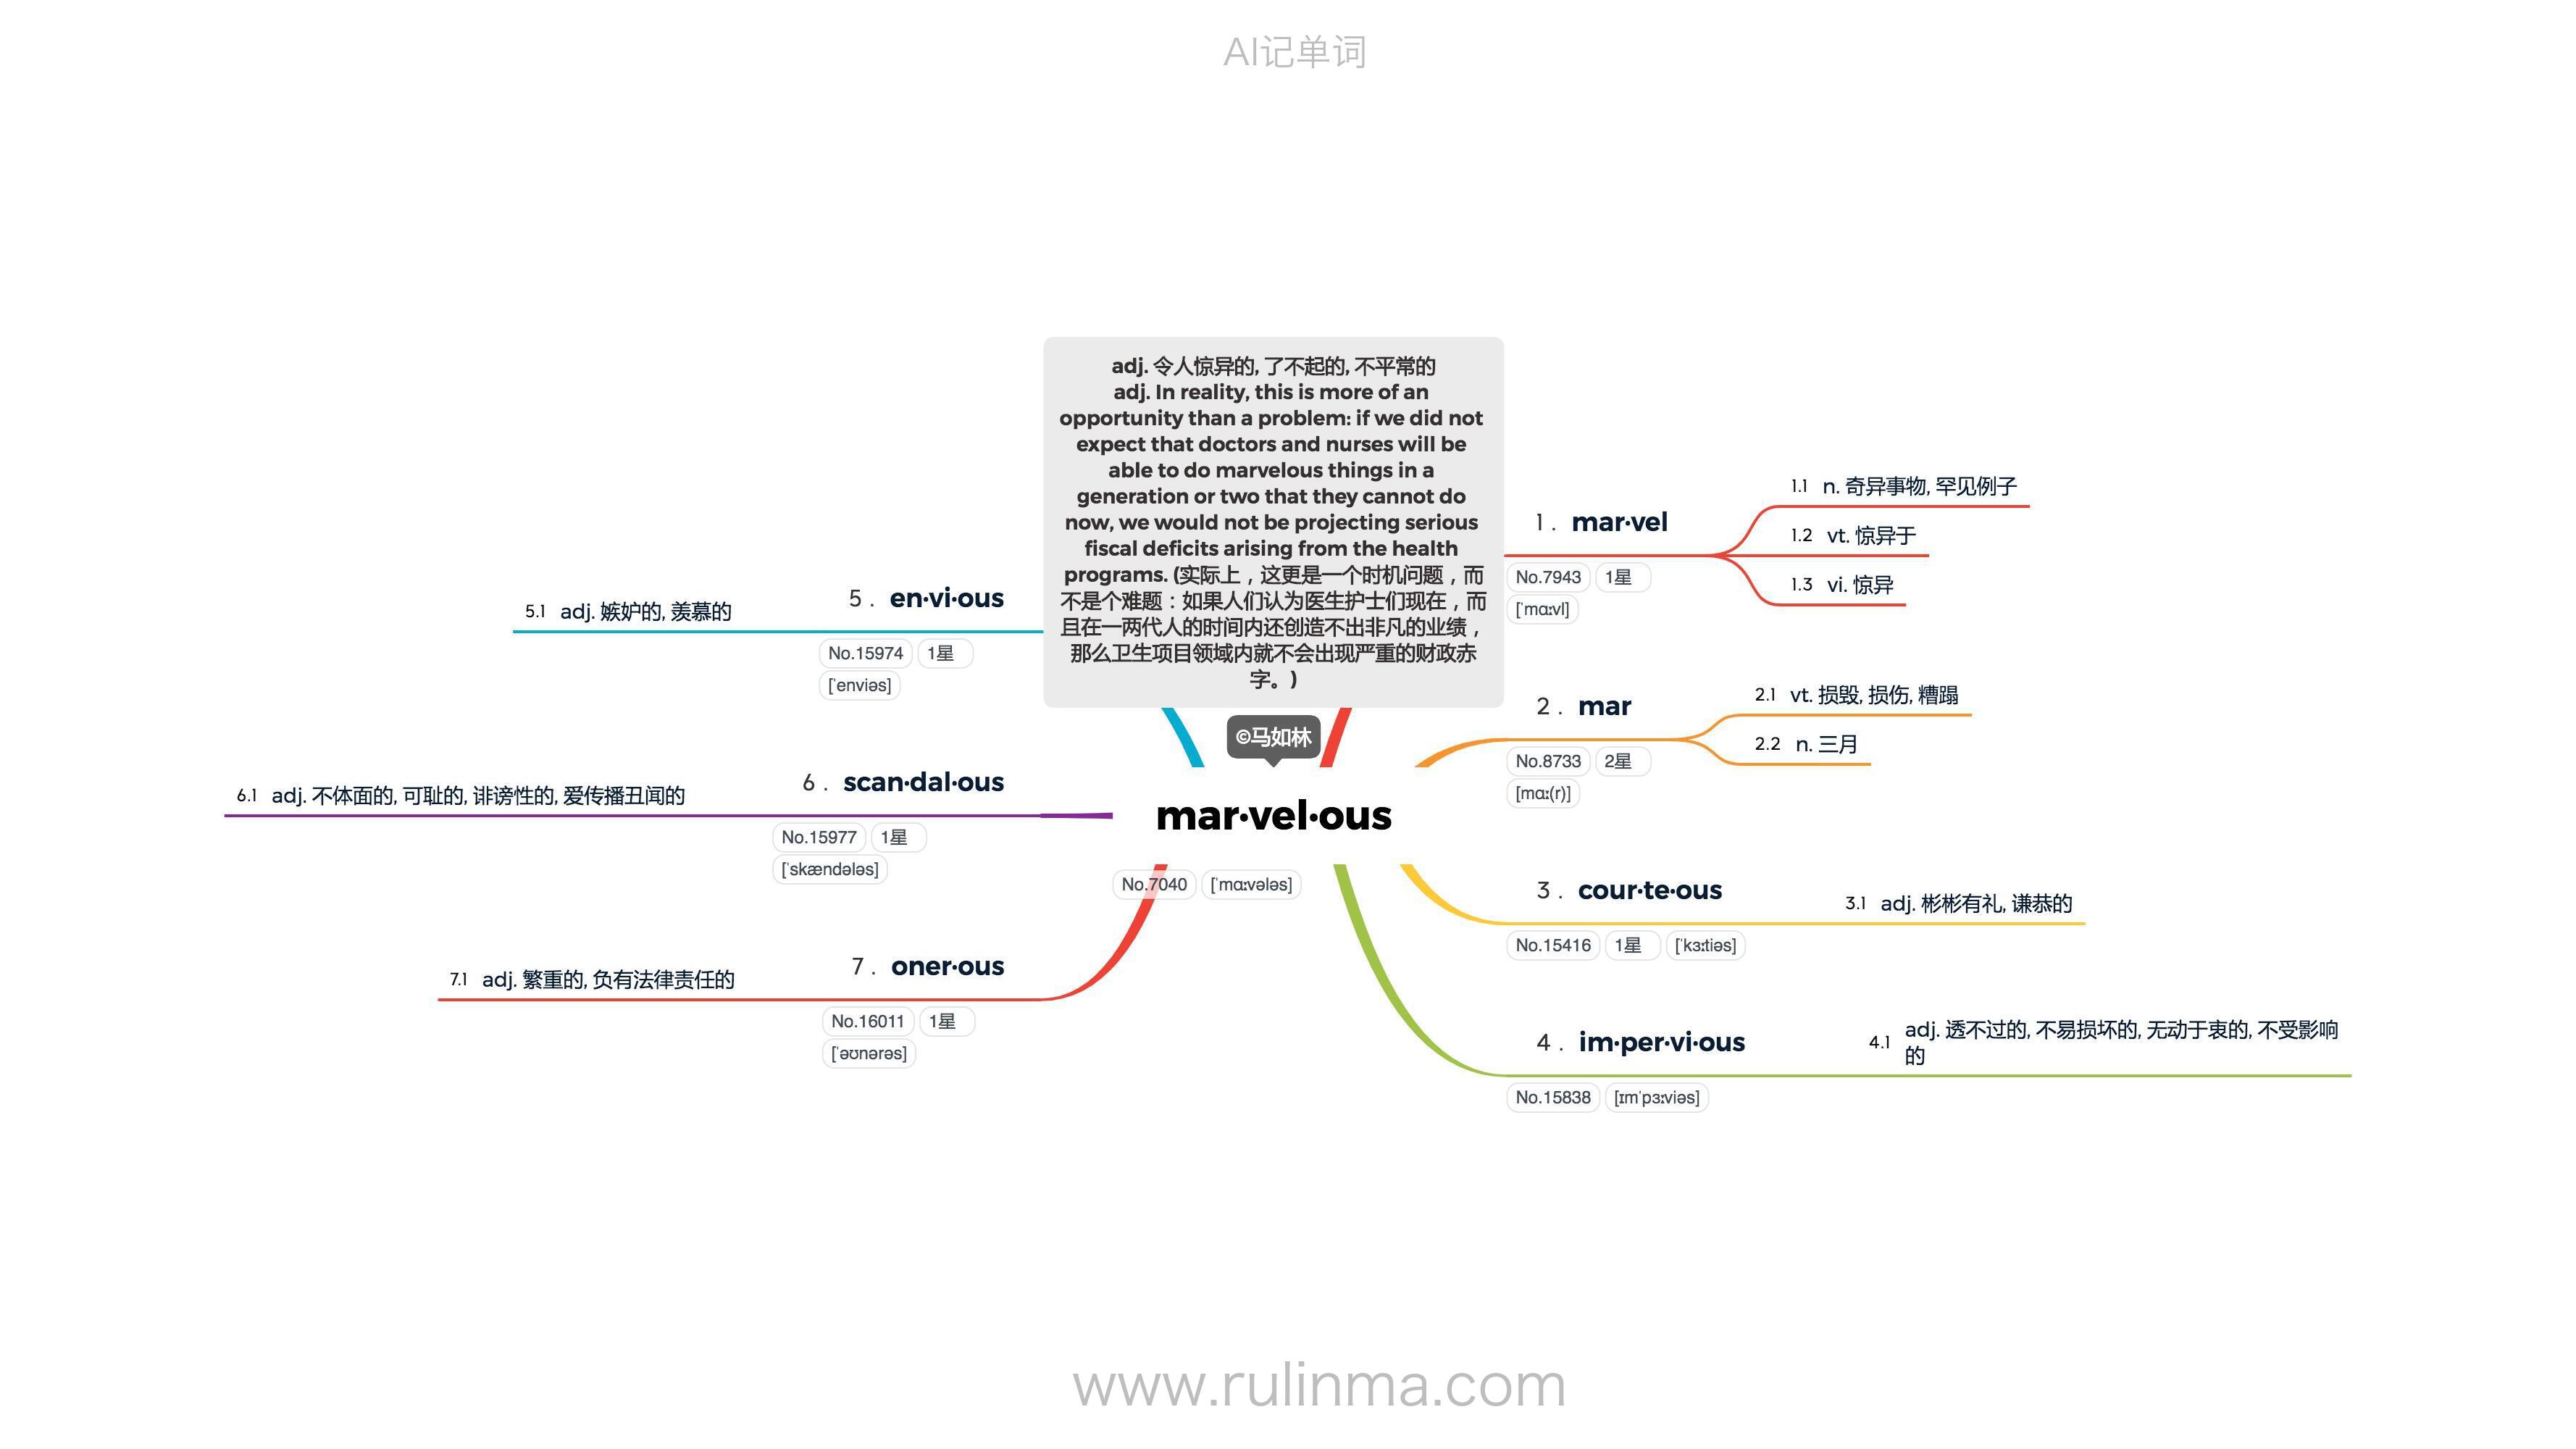 AI记单词
adj. 令人惊异的, 了不起的, 不平常的
adj. In reality, this is more of an
opportunity than a problem: if we did not
expect that doctors and nurses will be
able to do marvelous things in a
generation or two that they cannot do
now, we would not be projecting serious
fiscal deficits arising from the health
programs. (实际上，这更是一个时机问题，而
不是个难题：如果人们认为医生护士们现在，而
且在一两代人的时间内还创造不出非凡的业绩，
那么卫生项目领域内就不会出现严重的财政赤
字。)
©马如林
mar·vel·ous
No.7040 [ˈmɑːvələs]
1. mar·vel
No.7943 1星
[ˈmɑːvl]
1.1 n. 奇异事物, 罕见例子
1.2 vt. 惊异于
1.3 vi. 惊异
2. mar
No.8733 2星
[mɑː(r)]
2.1 vt. 损毁, 损伤, 糟蹋
2.2 n. 三月
3. cour·te·ous
No.15416 1星 [ˈkɜːtiəs]
3.1 adj. 彬彬有礼, 谦恭的
4. im·per·vi·ous
No.15838 [ɪmˈpɜːviəs]
4.1 adj. 透不过的, 不易损坏的, 无动于衷的, 不受影响
的
5. en·vi·ous
No.15974 1星
[ˈenviəs]
5.1 adj. 嫉妒的, 羡慕的
6. scan·dal·ous
No.15977 1星
[ˈskændələs]
6.1 adj. 不体面的, 可耻的, 诽谤性的, 爱传播丑闻的
7. oner·ous
No.16011 1星
[ˈəʊnərəs]
7.1 adj. 繁重的, 负有法律责任的
www.rulinma.com